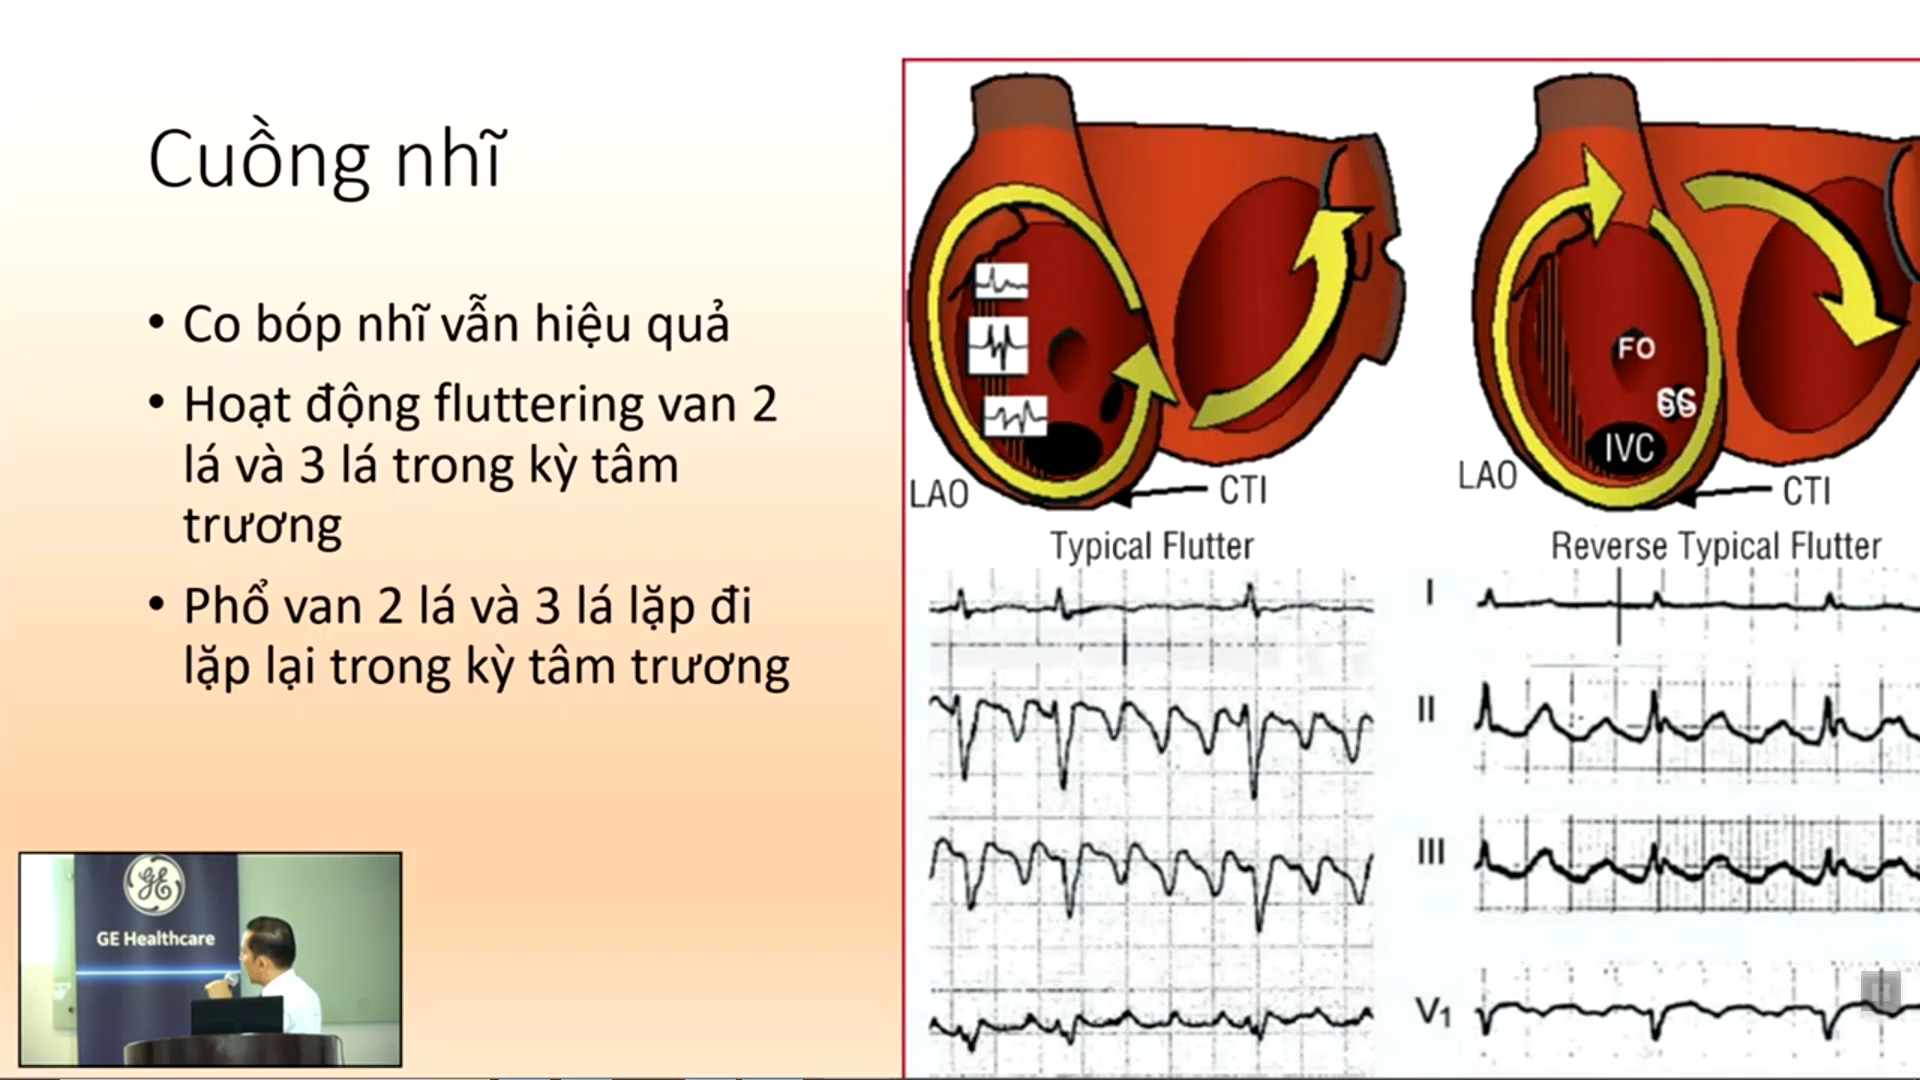 Cuồng nhĩ
• Co bóp nhĩ vẫn hiệu quả
• Hoạt động fluttering van 2
lá và 3 lá trong kỳ tâm
trương
• Phổ van 2 lá và 3 lá lặp đi
lặp lại trong kỳ tâm trương
GE Healthcare
LAO
CTI
Typical Flutter
FO
IVC
LAO
CTI
Reverse Typical Flutter
I
II
III
V1